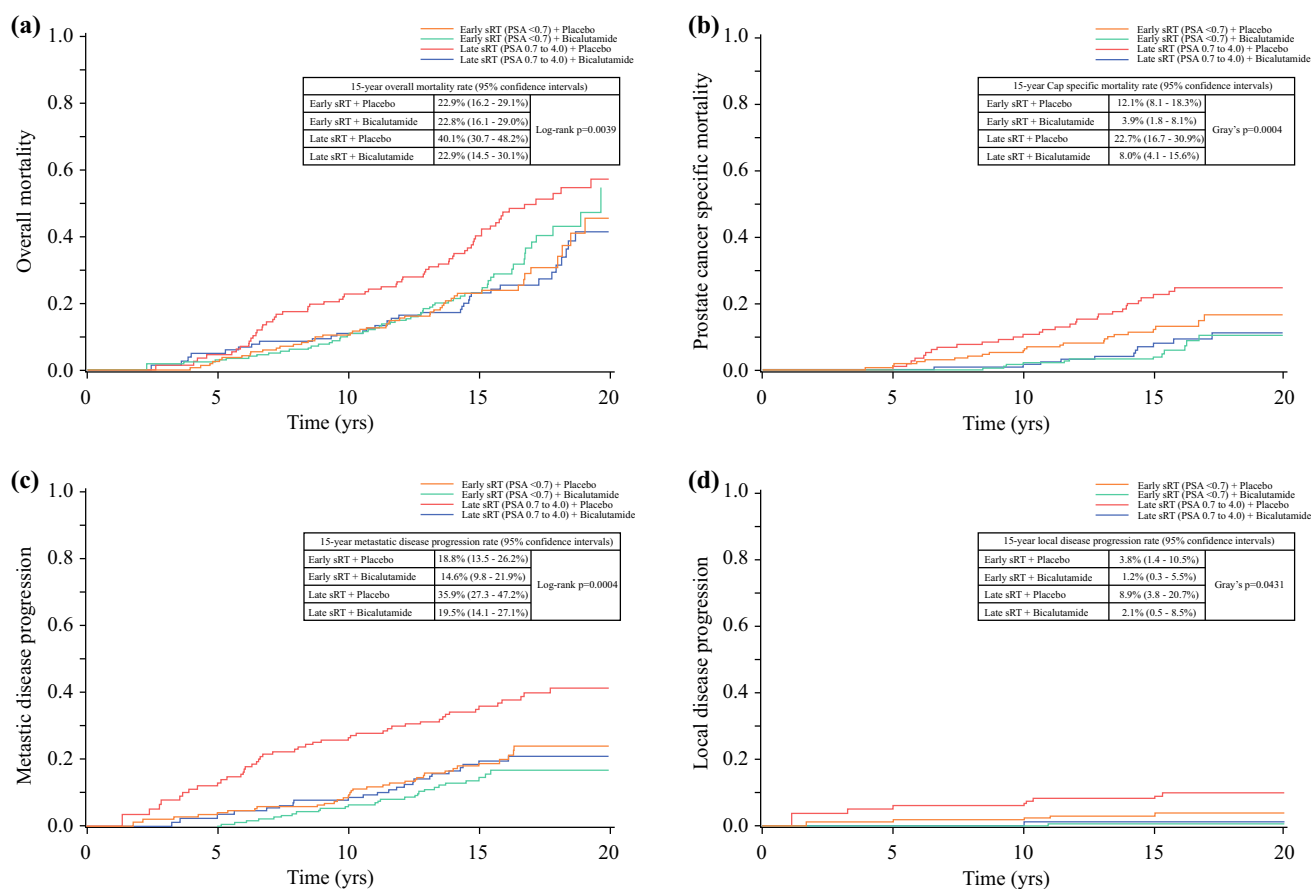 (a)
Early sRT (PSA <0.7) + Placebo
Early sRT (PSA <0.7) + Bicalutamide
Late sRT (PSA 0.7 to 4.0) + Placebo
Late sRT (PSA 0.7 to 4.0) + Bicalutamide
15-year overall mortality rate (95% confidence intervals)
Early sRT + Placebo 22.9% (16.2 - 29.1%)
Early sRT + Bicalutamide 22.8% (16.1 - 29.0%)
Log-rank p=0.0039
Late sRT + Placebo 40.1% (30.7 - 48.2%)
Late sRT + Bicalutamide 22.9% (14.5 - 30.1%)
Overall mortality
1.0
0.8
0.6
0.4
0.2
0.0
0 5 10 15 20
Time (yrs)
(b)
Early sRT (PSA <0.7) + Placebo
Early sRT (PSA <0.7) + Bicalutamide
Late sRT (PSA 0.7 to 4.0) + Placebo
Late sRT (PSA 0.7 to 4.0) + Bicalutamide
15-year Cap specific mortality rate (95% confidence intervals)
Early sRT + Placebo 12.1% (8.1 - 18.3%)
Early sRT + Bicalutamide 3.9% (1.8 - 8.1%)
Gray's p=0.0004
Late sRT + Placebo 22.7% (16.7 - 30.9%)
Late sRT + Bicalutamide 8.0% (4.1 - 15.6%)
Prostate cancer specific mortality
1.0
0.8
0.6
0.4
0.2
0.0
0 5 10 15 20
Time (yrs)
(c)
Early sRT (PSA <0.7) + Placebo
Early sRT (PSA <0.7) + Bicalutamide
Late sRT (PSA 0.7 to 4.0) + Placebo
Late sRT (PSA 0.7 to 4.0) + Bicalutamide
15-year metastatic disease progression rate (95% confidence intervals)
Early sRT + Placebo 18.8% (13.5 - 26.2%)
Early sRT + Bicalutamide 14.6% (9.8 - 21.9%)
Log-rank p=0.0004
Late sRT + Placebo 35.9% (27.3 - 47.2%)
Late sRT + Bicalutamide 19.5% (14.1 - 27.1%)
Metastic disease progression
1.0
0.8
0.6
0.4
0.2
0.0
0 5 10 15 20
Time (yrs)
(d)
Early sRT (PSA <0.7) + Placebo
Early sRT (PSA <0.7) + Bicalutamide
Late sRT (PSA 0.7 to 4.0) + Placebo
Late sRT (PSA 0.7 to 4.0) + Bicalutamide
15-year local disease progression rate (95% confidence intervals)
Early sRT + Placebo 3.8% (1.4 - 10.5%)
Early sRT + Bicalutamide 1.2% (0.3 - 5.5%)
Gray's p=0.0431
Late sRT + Placebo 8.9% (3.8 - 20.7%)
Late sRT + Bicalutamide 2.1% (0.5 - 8.5%)
Local disease progression
1.0
0.8
0.6
0.4
0.2
0.0
0 5 10 15 20
Time (yrs)